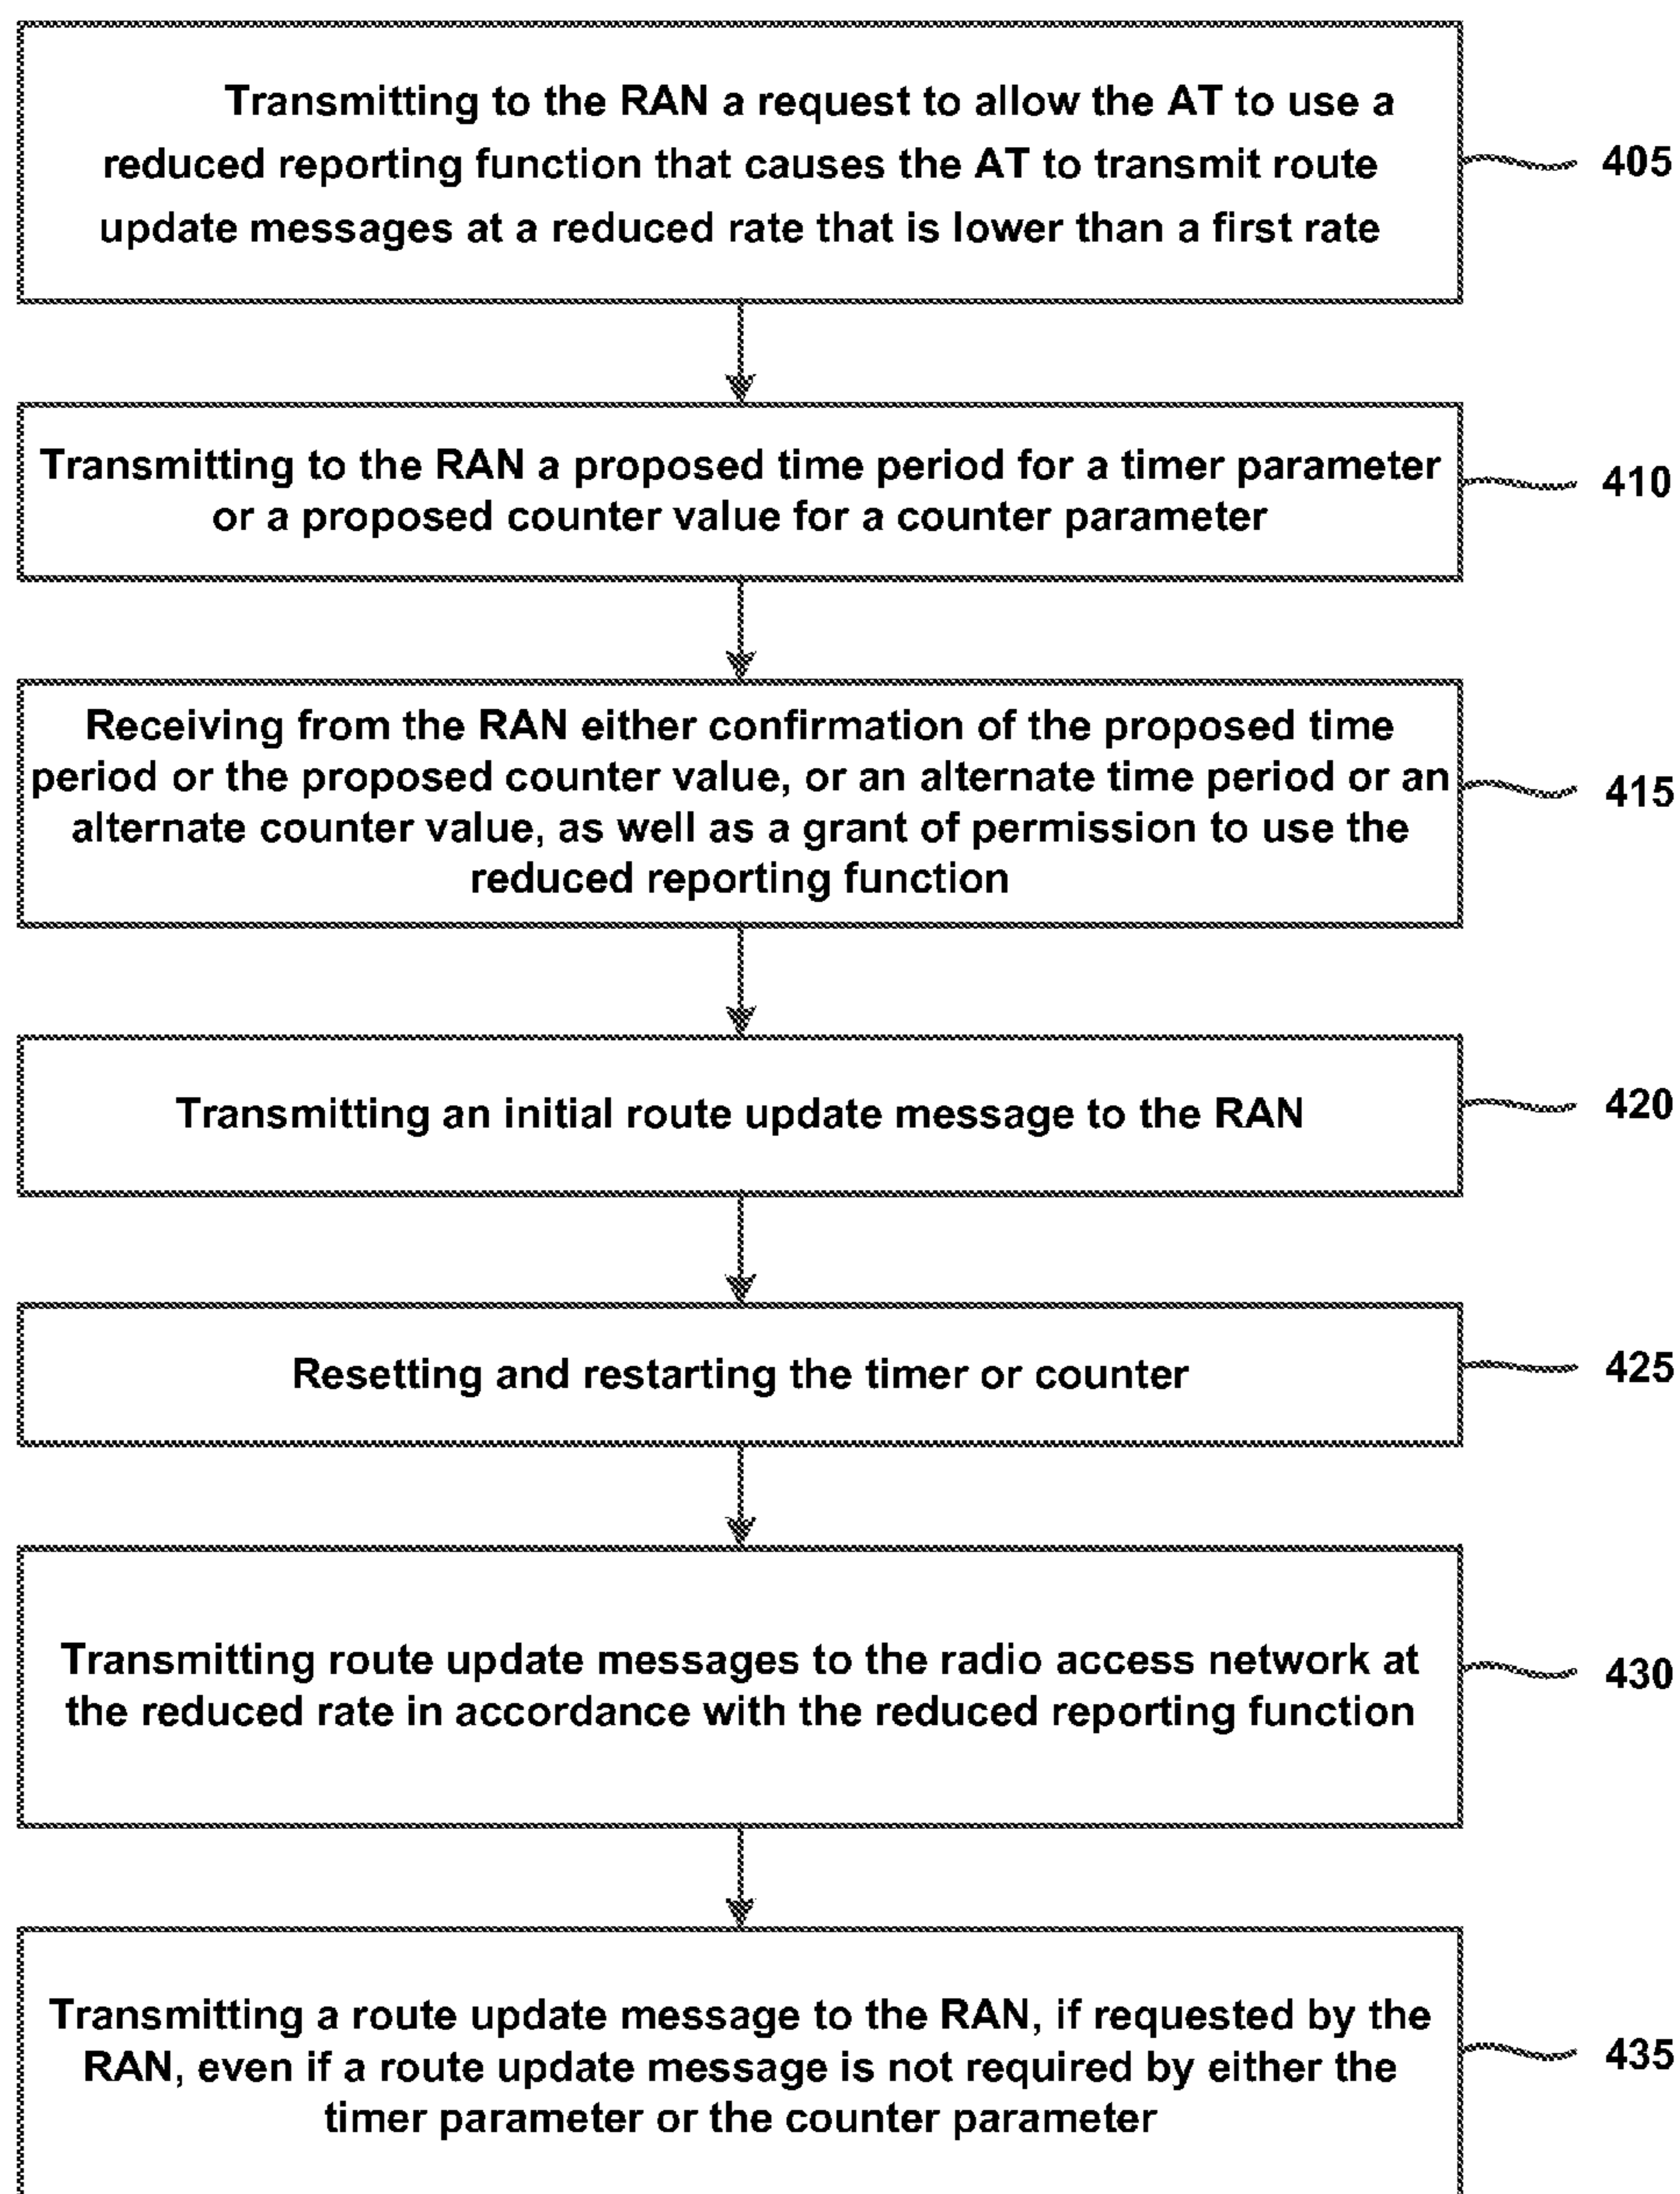 Transmitting to the RAN a request to allow the AT to use a
reduced reporting function that causes the AT to transmit route
update messages at a reduced rate that is lower than a first rate
405
Transmitting to the RAN a proposed time period for a timer parameter
or a proposed counter value for a counter parameter
410
Receiving from the RAN either confirmation of the proposed time
period or the proposed counter value, or an alternate time period or an
alternate counter value, as well as a grant of permission to use the
reduced reporting function
415
Transmitting an initial route update message to the RAN
420
Resetting and restarting the timer or counter
425
Transmitting route update messages to the radio access network at
the reduced rate in accordance with the reduced reporting function
430
Transmitting a route update message to the RAN, if requested by the
RAN, even if a route update message is not required by either the
timer parameter or the counter parameter
435